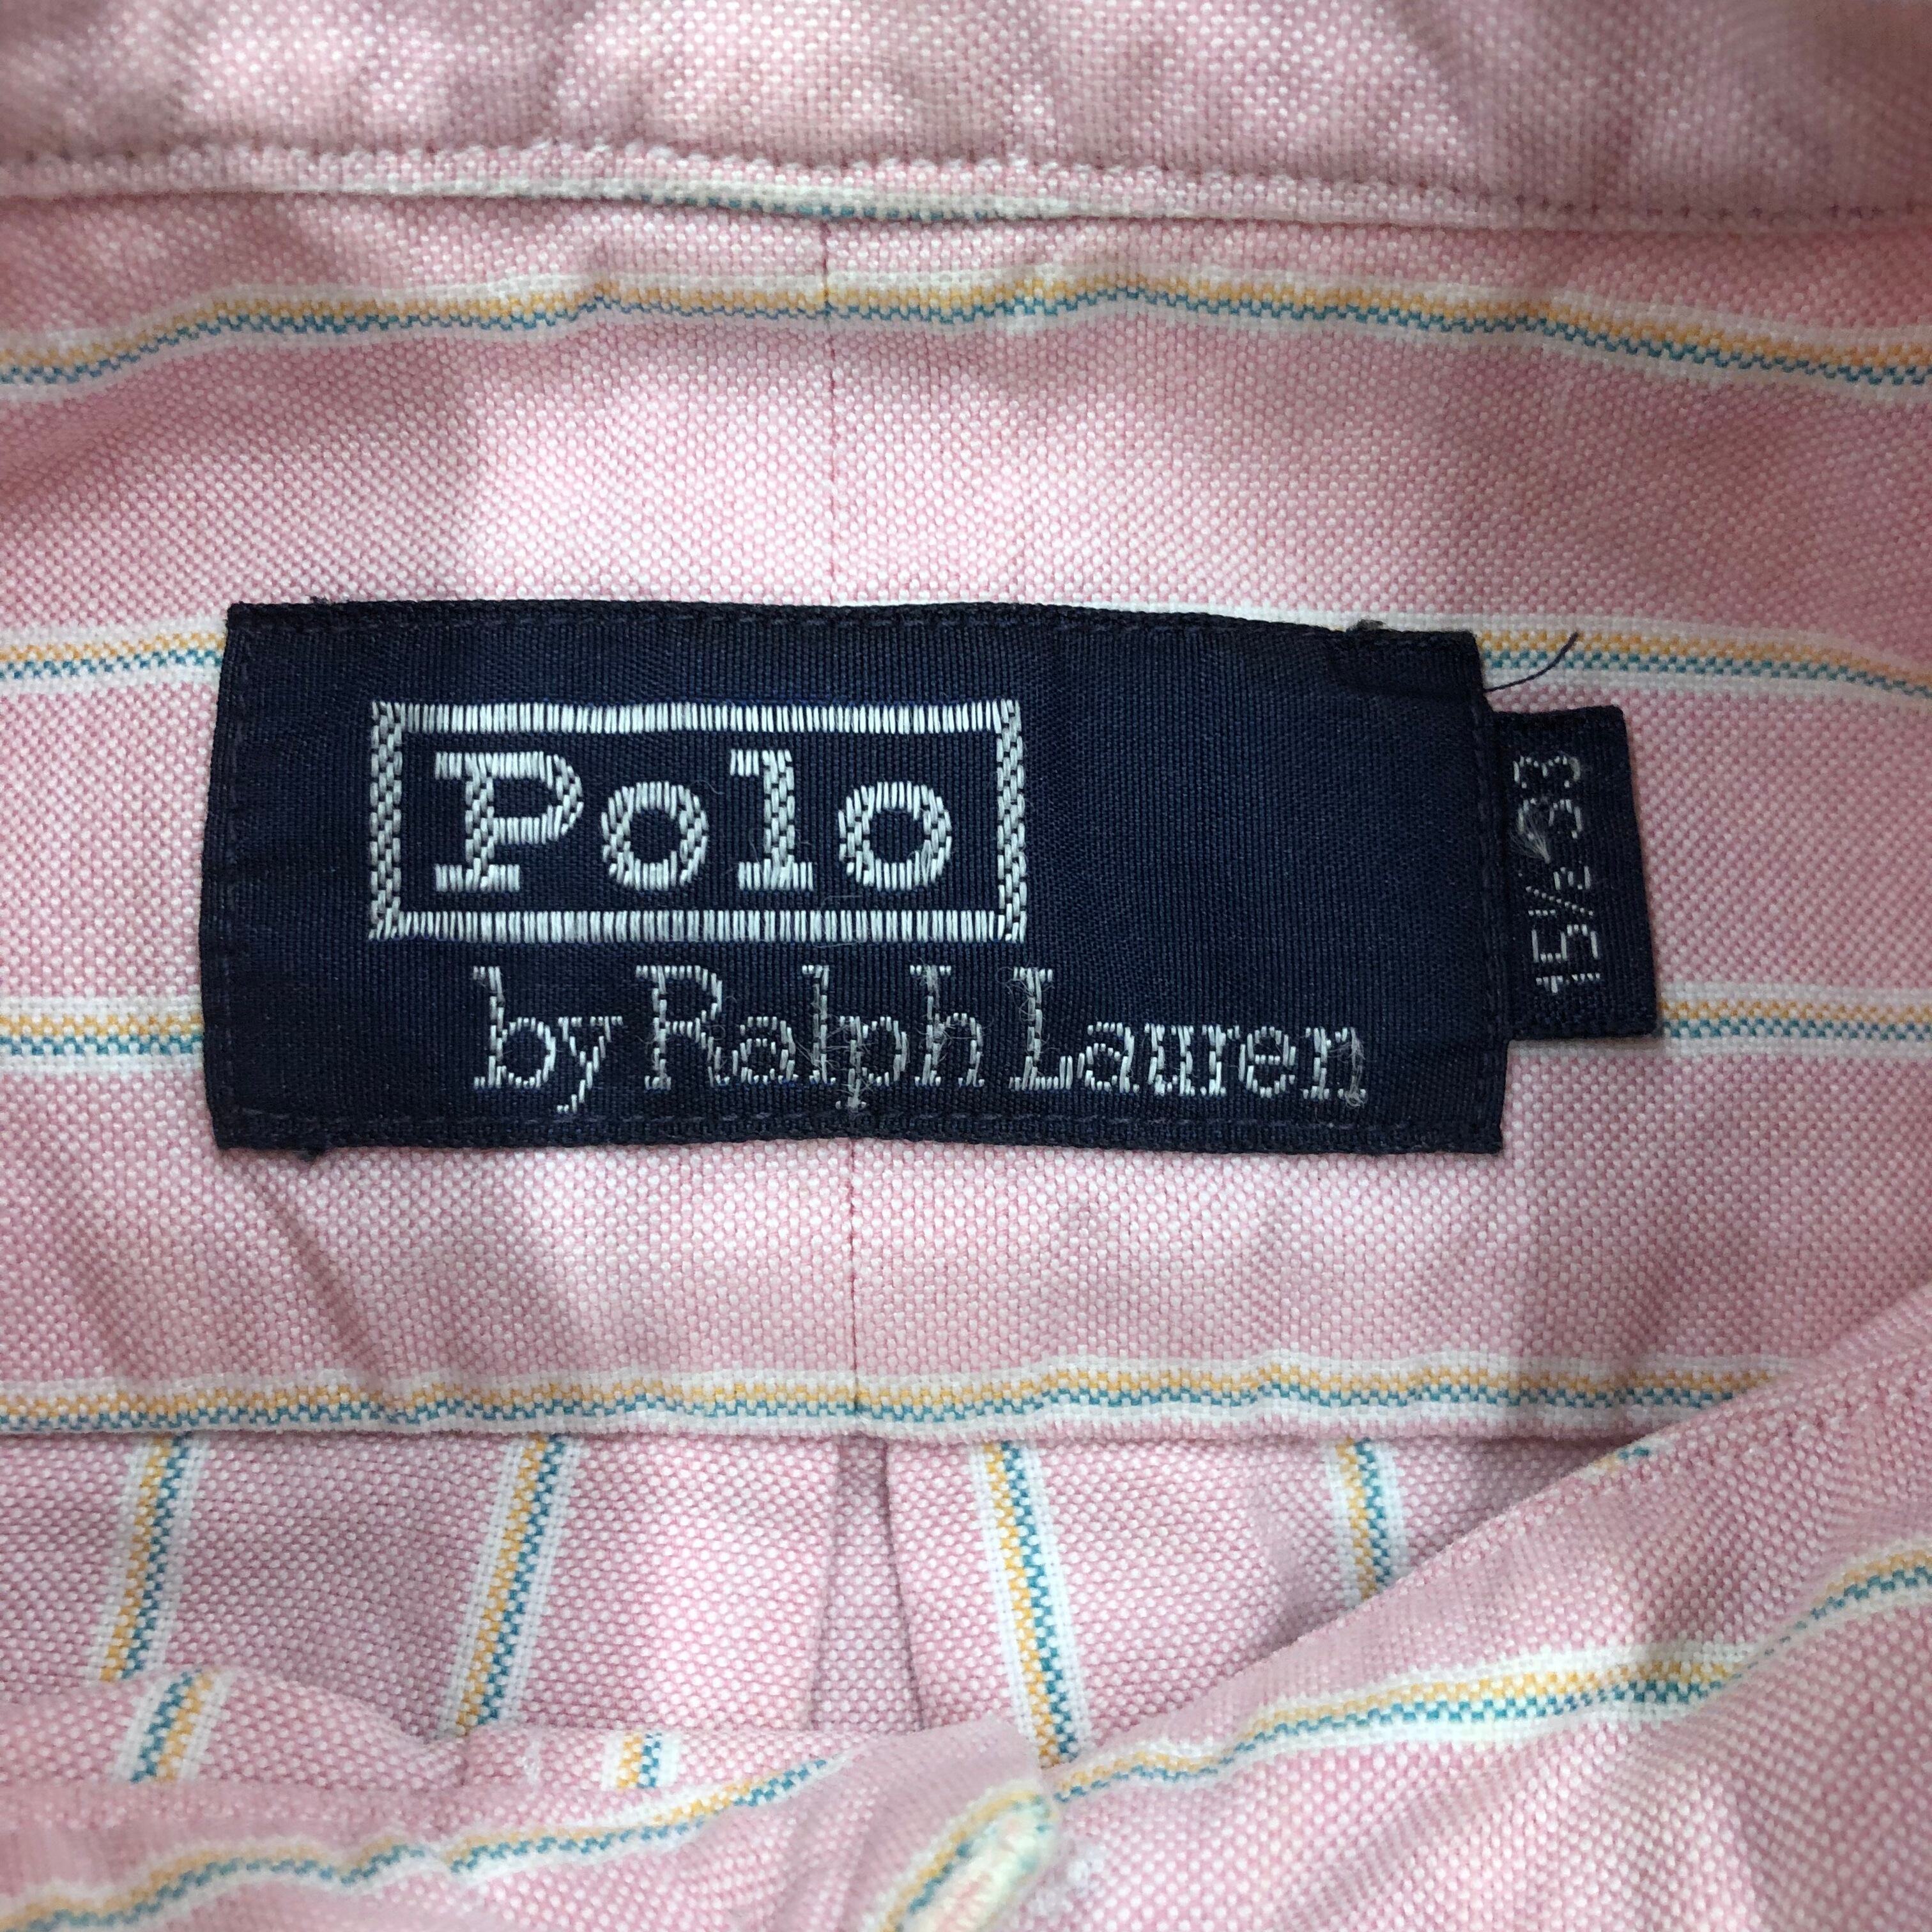 Polo
by Ralph Lauren
15½ 33